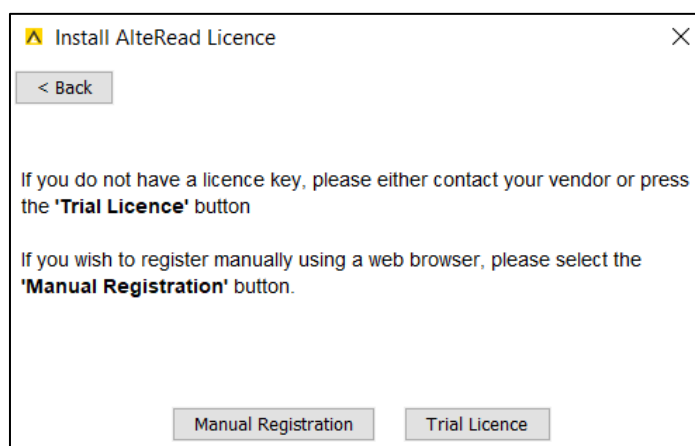 Install AlteRead Licence
< Back
If you do not have a licence key, please either contact your vendor or press
the 'Trial Licence' button
If you wish to register manually using a web browser, please select the
'Manual Registration' button.
Manual Registration Trial Licence